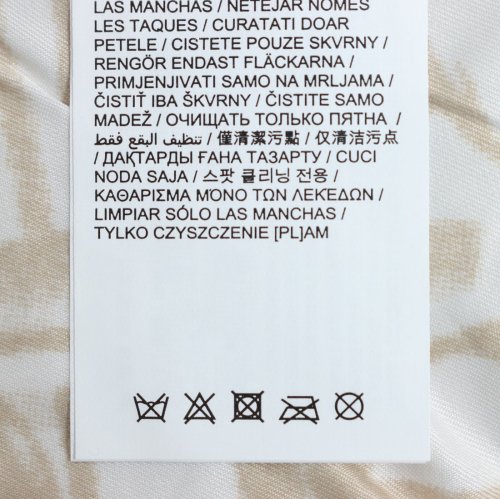 LAS MANCHAS / NETEJAR NOMÉS
LES TAQUES / CURATATI DOAR
PETELE / CISTETE POUZE SKVRNY /
RENGÖR ENDAST FLÄCKARNA /
PRIMJENJIVATI SAMO NA MRLJAMA /
ČISTIŤ IBA ŠKVRNY / ČISTITE SAMO
MADEŽ / ОЧИЩАТЬ ТОЛЬКО ПЯТНА /
تنظيف البقع فقط / 僅清潔污點 / 仅清洁污点
/ ДАҚТАРДЫ ҒАНА ТАЗАРТУ / CUCI
NODA SAJA / 스팟 클리닝 전용 /
ΚΑΘΑΡΙΣΜΑ ΜΌΝΟ ΤΩΝ ΛΕΚΈΔΩΝ /
LIMPIAR SÓLO LAS MANCHAS /
TYLKO CZYSZCZENIE [PL]AM